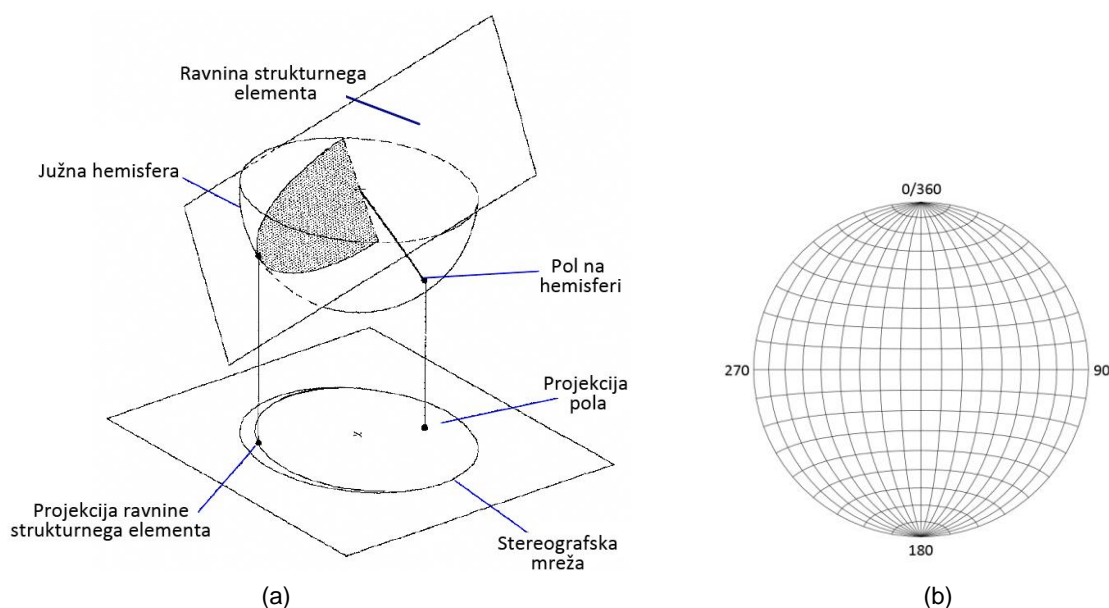 Ravnina strukturnega
elementa
Južna hemisfera
Pol na
hemisferi
Projekcija
pola
x
Projekcija ravnine
strukturnega elementa
Stereografska
mreža
(a)
0/360
270
90
180
(b)